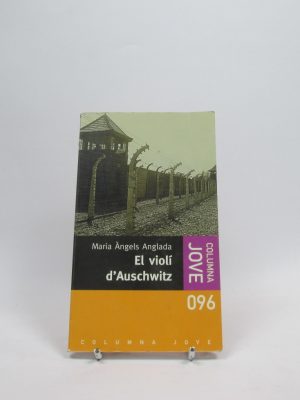 Maria Àngels Anglada
El violí
d'Auschwitz
COLUMNA
JOVE
096
COLUMNA JOVE